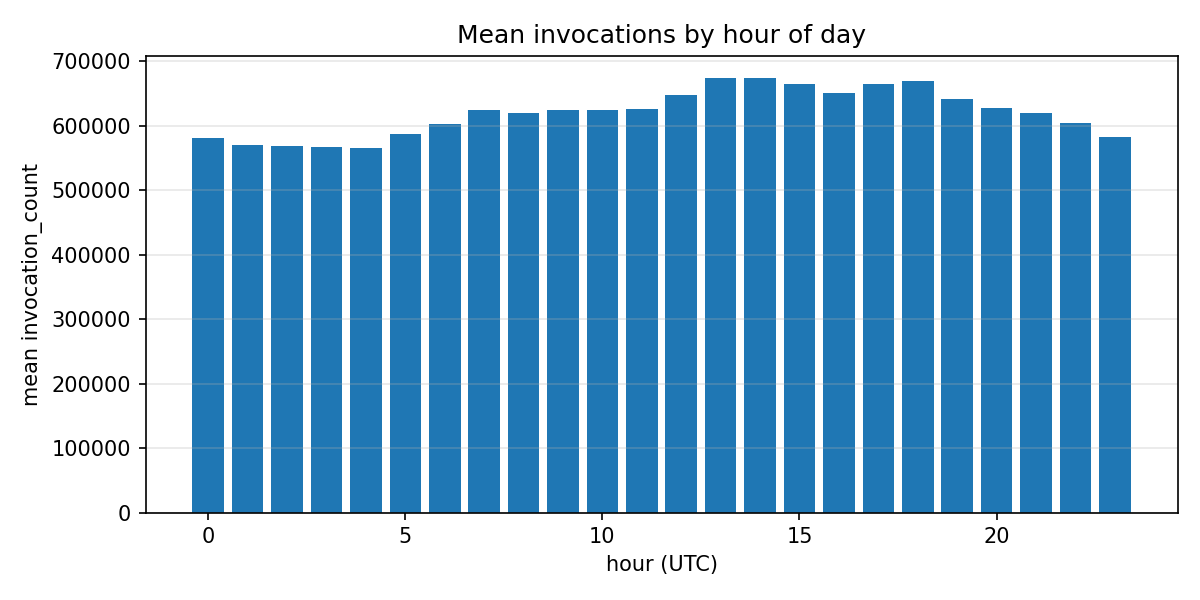 Mean invocations by hour of day
mean invocation_count
700000
600000
500000
400000
300000
200000
100000
0
0 5 10 15 20
hour (UTC)